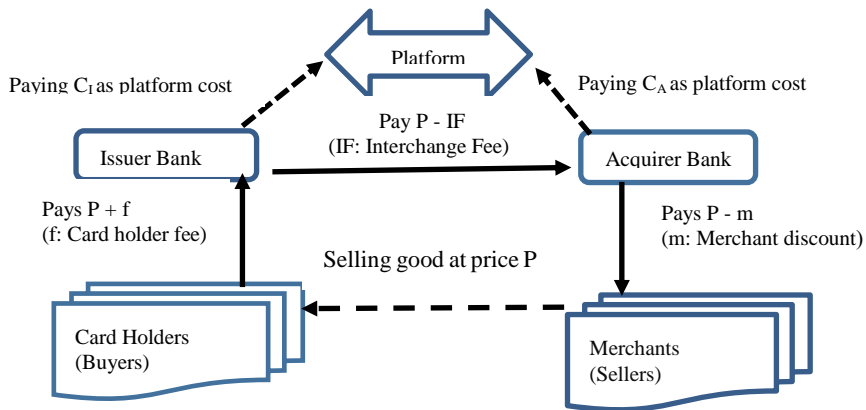 Platform
Paying C_I as platform cost
Paying C_A as platform cost
Pay P - IF
(IF: Interchange Fee)
Issuer Bank
Acquirer Bank
Pays P + f
(f: Card holder fee)
Pays P - m
(m: Merchant discount)
Selling good at price P
Card Holders
(Buyers)
Merchants
(Sellers)